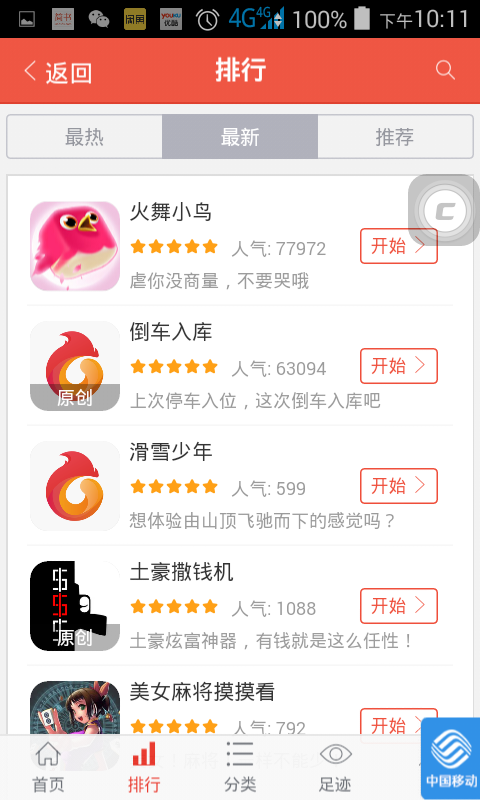 简书
闲鱼
YOUKU
优酷
4G 4G 100% 下午10:11
返回
排行
最热
最新
推荐
火舞小鸟
人气: 77972
开始
虐你没商量，不要哭哦
倒车入库
原创
人气: 63094
开始
上次停车入位，这次倒车入库吧
滑雪少年
人气: 599
开始
想体验由山顶飞驰而下的感觉吗？
土豪撒钱机
原创
人气: 1088
开始
土豪炫富神器，有钱就是这么任性！
美女麻将摸摸看
人气: 792
开始
首页
排行
分类
足迹
中国移动